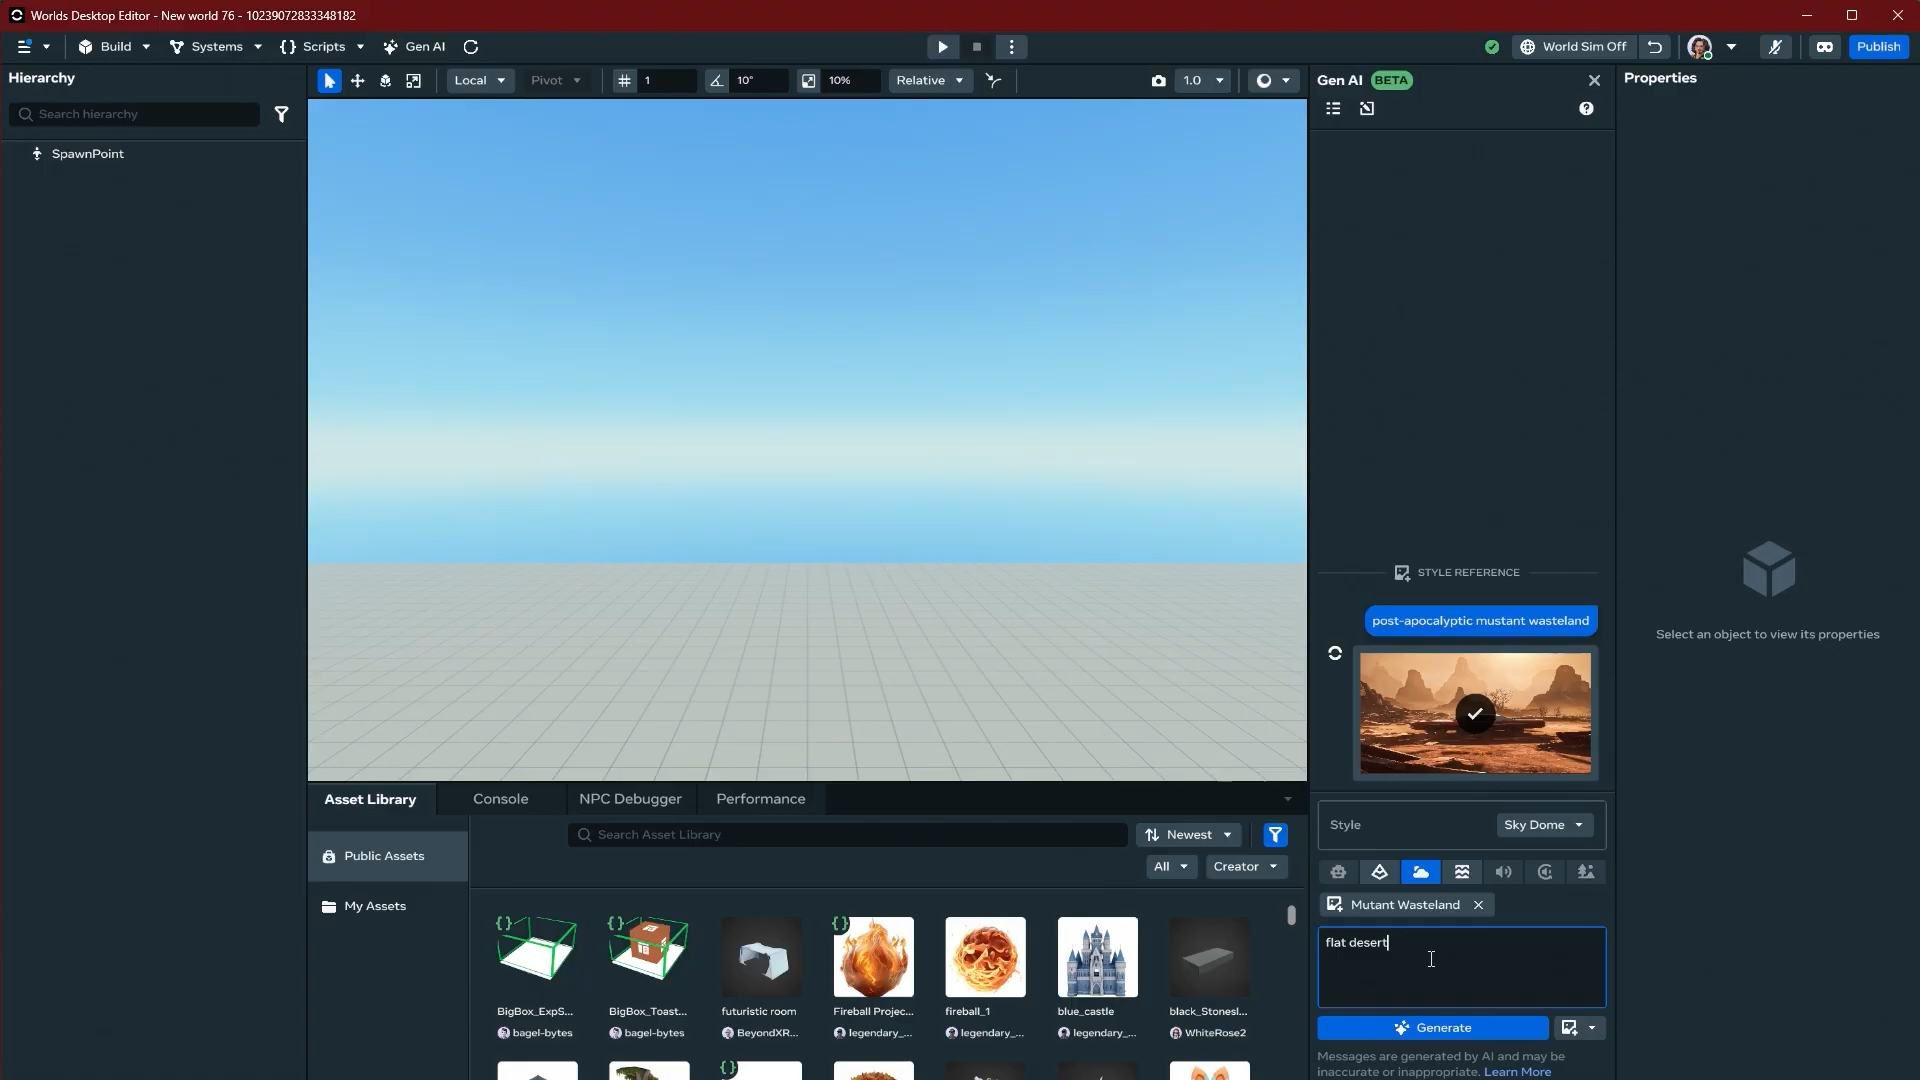 Worlds Desktop Editor - New world 76 - 10239072833348182
Build
Systems
{} Scripts
Gen AI
World Sim Off
Publish
Hierarchy
Search hierarchy
SpawnPoint
Local
Pivot
1
10°
10%
Relative
1.0
Gen AI BETA
Properties
Select an object to view its properties
STYLE REFERENCE
post-apocalyptic mustant wasteland
Style
Sky Dome
Mutant Wasteland
flat desert
Generate
Messages are generated by AI and may be
inaccurate or inappropriate. Learn More
Asset Library
Console
NPC Debugger
Performance
Search Asset Library
Newest
All
Creator
Public Assets
My Assets
BigBox_ExpS...
bagel-bytes
BigBox_Toast...
bagel-bytes
futuristic room
BeyondXR...
Fireball Projec...
legendary_...
fireball_1
legendary_...
blue_castle
legendary_...
black_Stonesl...
WhiteRose2